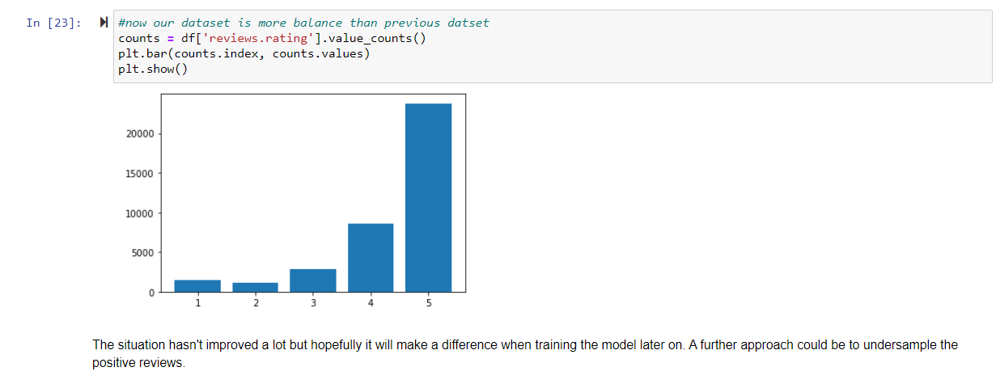 In [23]:
#now our dataset is more balance than previous datset
counts = df['reviews.rating'].value_counts()
plt.bar(counts.index, counts.values)
plt.show()
20000
15000
10000
5000
0
1 2 3 4 5
The situation hasn't improved a lot but hopefully it will make a difference when training the model later on. A further approach could be to undersample the
positive reviews.